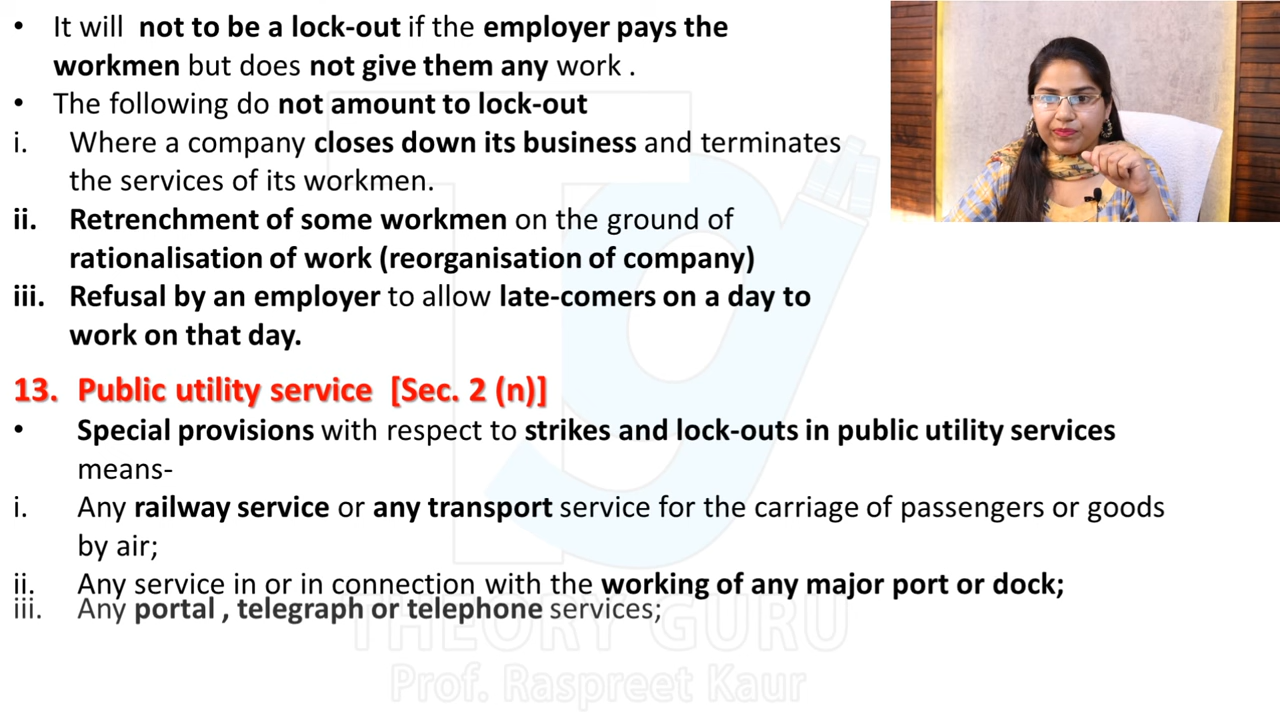 • It will not to be a lock-out if the employer pays the
workmen but does not give them any work .
• The following do not amount to lock-out
i. Where a company closes down its business and terminates
the services of its workmen.
ii. Retrenchment of some workmen on the ground of
rationalisation of work (reorganisation of company)
iii. Refusal by an employer to allow late-comers on a day to
work on that day.
13. Public utility service [Sec. 2 (n)]
• Special provisions with respect to strikes and lock-outs in public utility services
means-
i. Any railway service or any transport service for the carriage of passengers or goods
by air;
ii. Any service in or in connection with the working of any major port or dock;
iii. Any portal , telegraph or telephone services;
THEORY GURU
Prof. Raspreet Kaur